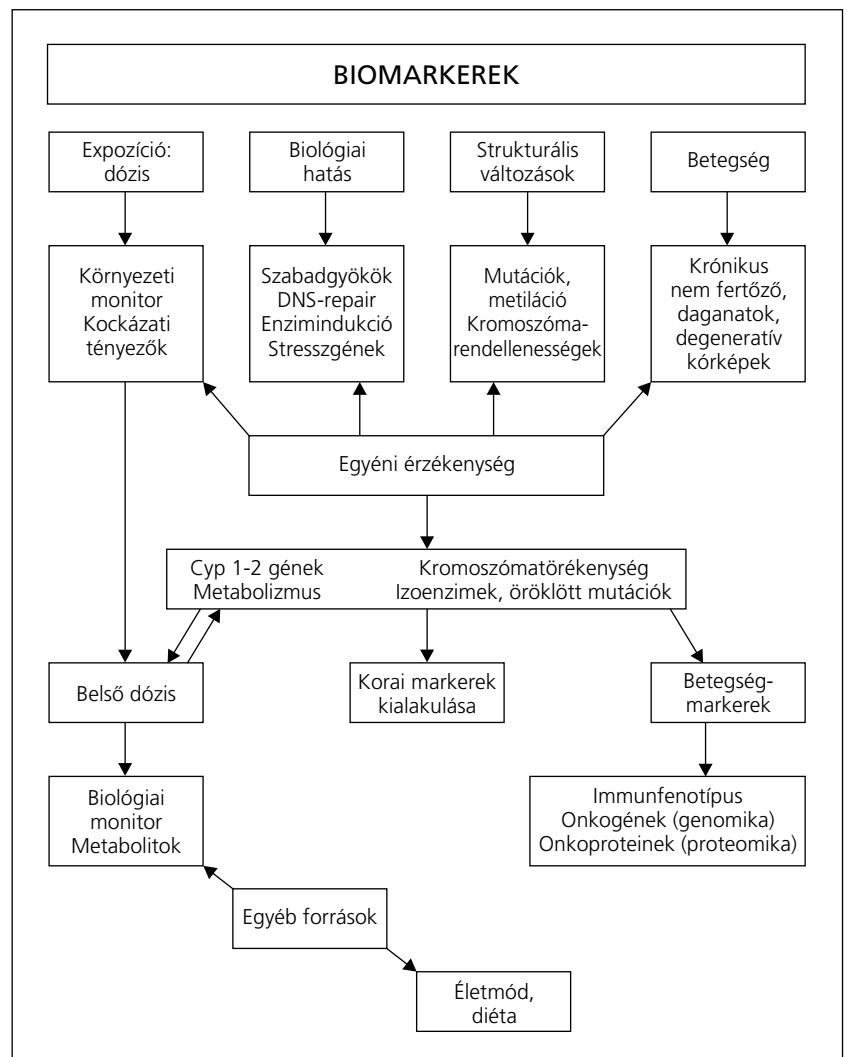 BIOMARKEREK
Expozíció:
dózis
Biológiai
hatás
Strukturális
változások
Betegség
Környezeti
monitor
Kockázati
tényezők
Szabadgyökök
DNS-repair
Enzimindukció
Stresszgének
Mutációk,
metiláció
Kromoszóma-
rendellenességek
Krónikus
nem fertőző,
daganatok,
degeneratív
kórképek
Egyéni érzékenység
Cyp 1-2 gének
Metabolizmus
Kromoszómatörékenység
Izoenzimek, öröklött mutációk
Belső dózis
Korai markerek
kialakulása
Betegség-
markerek
Biológiai
monitor
Metabolitok
Immunfenotípus
Onkogének (genomika)
Onkoproteinek (proteomika)
Egyéb források
Életmód,
diéta